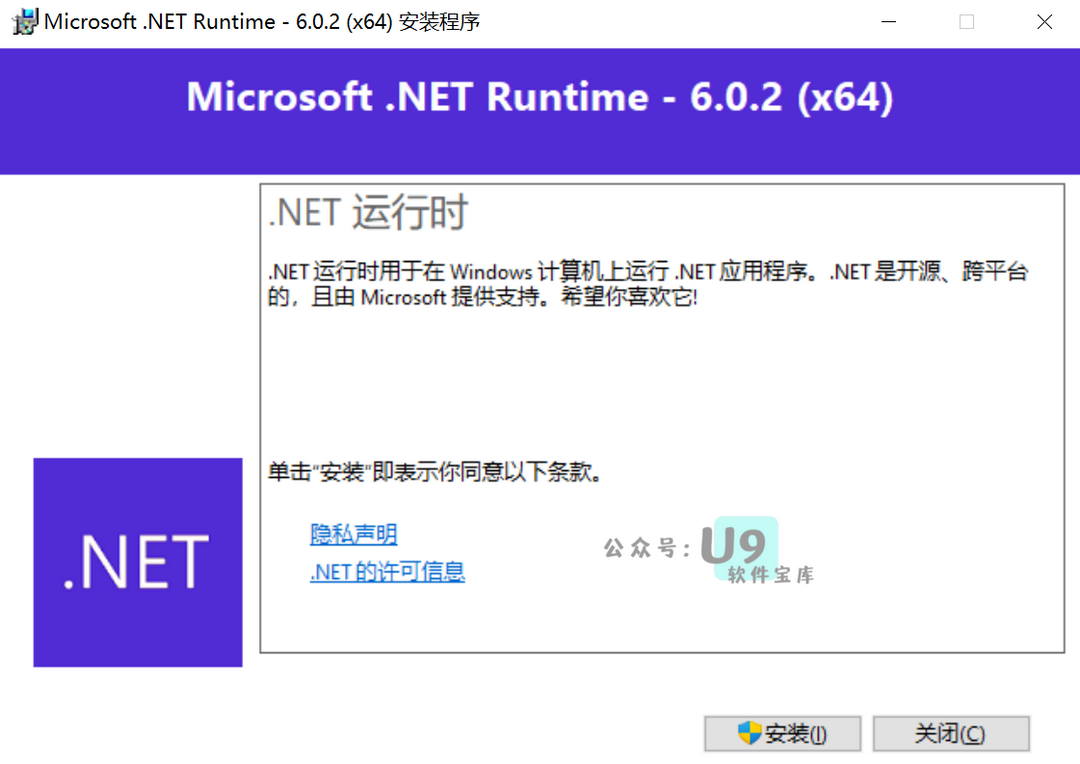 Microsoft .NET Runtime - 6.0.2 (x64) 安装程序
Microsoft .NET Runtime - 6.0.2 (x64)
.NET 运行时
.NET 运行时用于在 Windows 计算机上运行 .NET 应用程序。.NET 是开源、跨平台
的，且由 Microsoft 提供支持。希望你喜欢它!
单击“安装”即表示你同意以下条款。
隐私声明
.NET 的许可信息
.NET
公众号: U9
软件宝库
安装(I)
关闭(C)